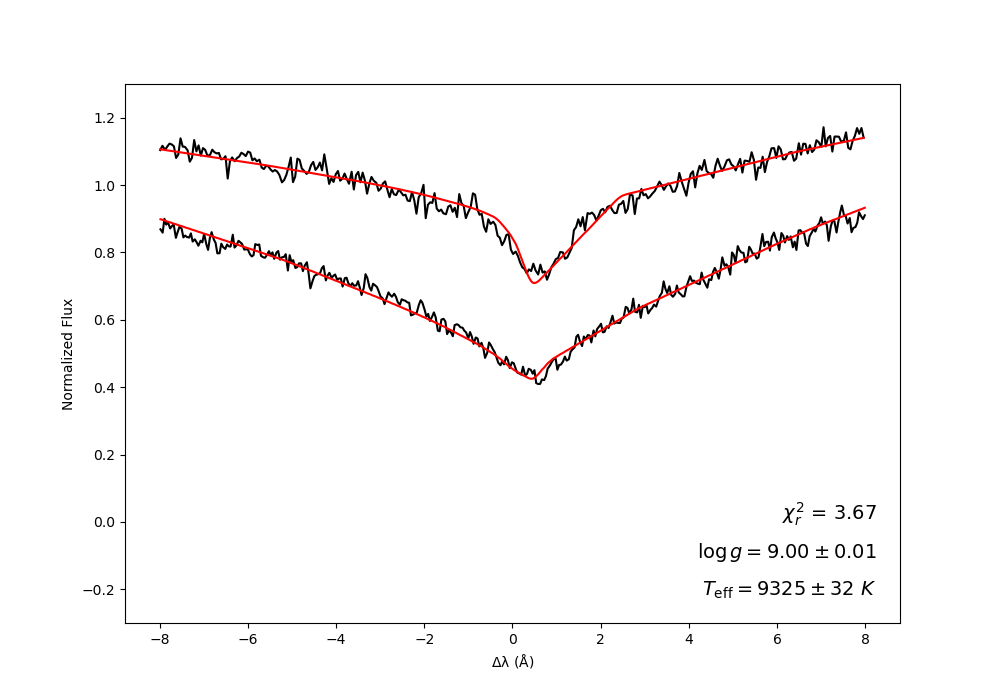 1.2
1.0
0.8
0.6
0.4
0.2
0.0
−0.2
Normalized Flux
χ²ᵣ = 3.67
log g = 9.00 ± 0.01
T_eff = 9325 ± 32 K
−8 −6 −4 −2 0 2 4 6 8
Δλ (Å)